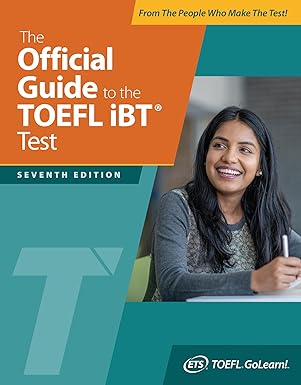 From The People Who Make The Test!
The
Official
Guide to the
TOEFL iBT®
Test
SEVENTH EDITION
T
ETS TOEFL GoLearn!